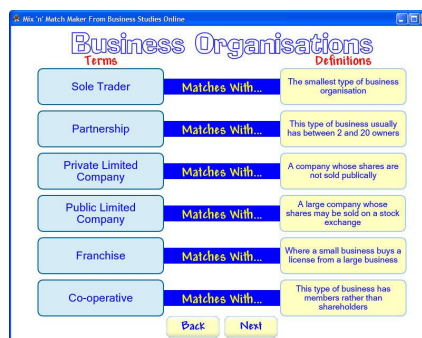 Mix 'n' Match Maker From Business Studies Online
Business Organisations
Terms
Definitions
Sole Trader
Matches With...
The smallest type of business
organisation
Partnership
Matches With...
This type of business usually
has between 2 and 20 owners
Private Limited
Company
Matches With...
A company whose shares are
not sold publically
Public Limited
Company
Matches With...
A large company whose
shares may be sold on a stock
exchange
Franchise
Matches With...
Where a small business buys a
license from a large business
Co-operative
Matches With...
This type of business has
members rather than
shareholders
Back
Next